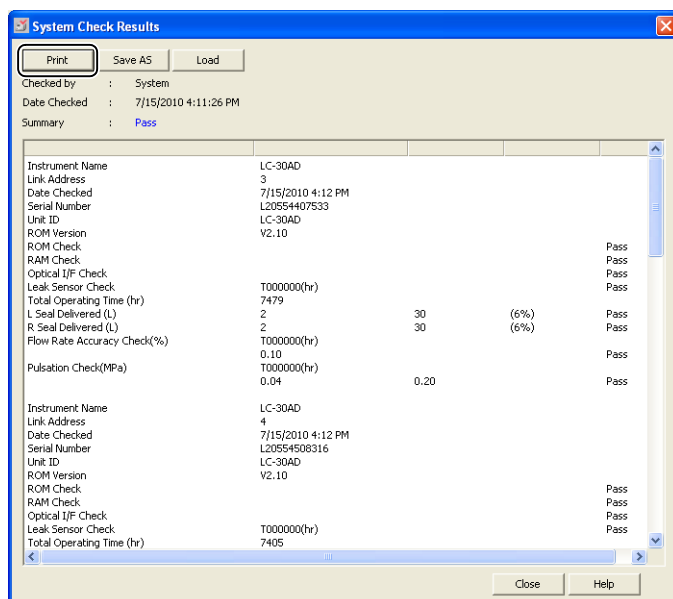 System Check Results
Print Save AS Load
Checked by : System
Date Checked : 7/15/2010 4:11:26 PM
Summary : Pass
Instrument Name LC-30AD
Link Address 3
Date Checked 7/15/2010 4:12 PM
Serial Number L20554407533
Unit ID LC-30AD
ROM Version V2.10
ROM Check Pass
RAM Check Pass
Optical I/F Check Pass
Leak Sensor Check T000000(hr) Pass
Total Operating Time (hr) 7479
L Seal Delivered (L) 2 30 (6%) Pass
R Seal Delivered (L) 2 30 (6%) Pass
Flow Rate Accuracy Check(%) T000000(hr)
0.10 Pass
Pulsation Check(MPa) T000000(hr)
0.04 0.20 Pass
Instrument Name LC-30AD
Link Address 4
Date Checked 7/15/2010 4:12 PM
Serial Number L20554508316
Unit ID LC-30AD
ROM Version V2.10
ROM Check Pass
RAM Check Pass
Optical I/F Check Pass
Leak Sensor Check T000000(hr) Pass
Total Operating Time (hr) 7405
Close Help